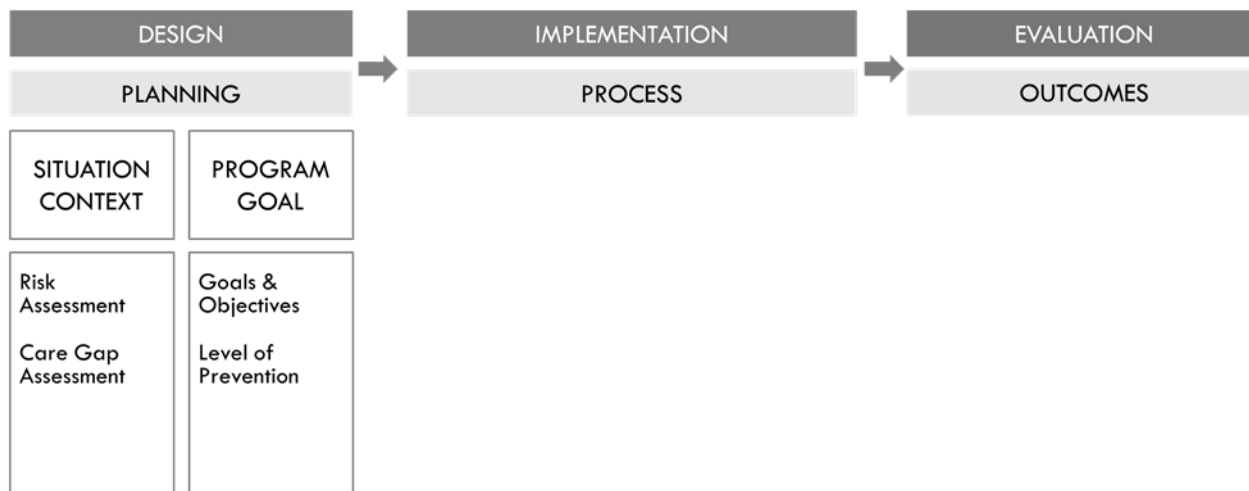 DESIGN
IMPLEMENTATION
EVALUATION
PLANNING
PROCESS
OUTCOMES
SITUATION
CONTEXT
PROGRAM
GOAL
Risk
Assessment
Care Gap
Assessment
Goals &
Objectives
Level of
Prevention